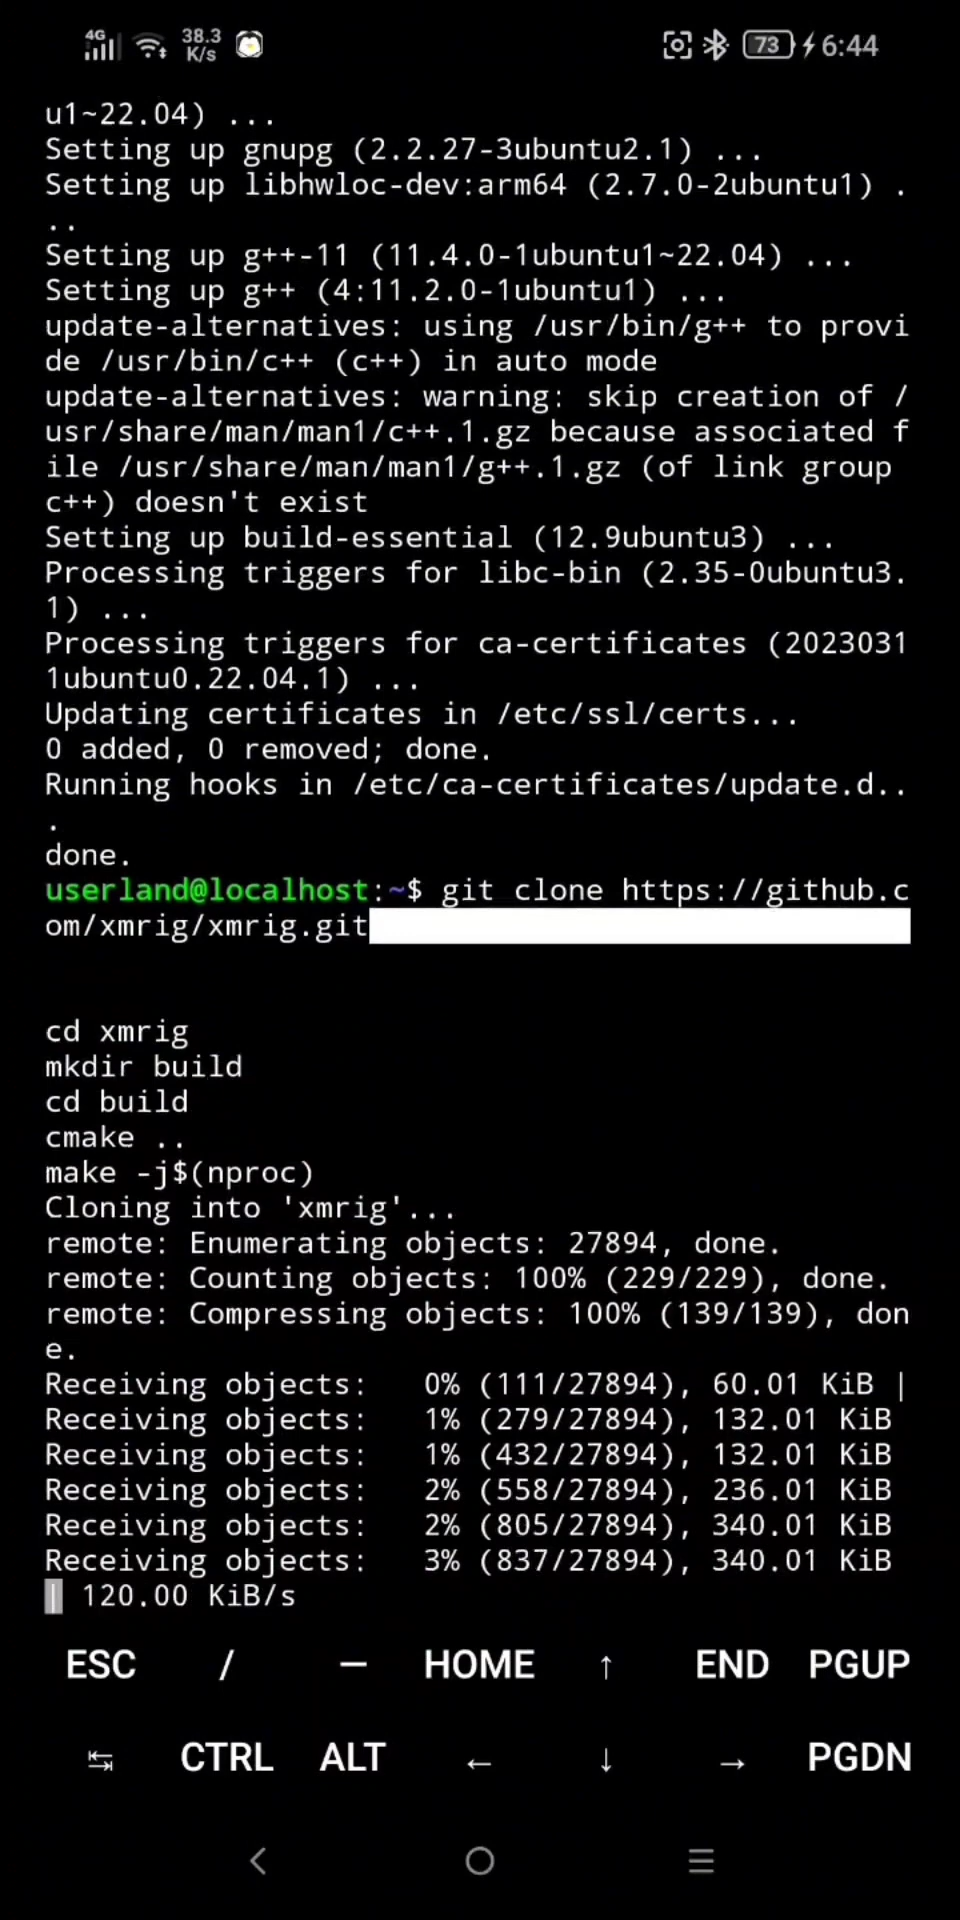 4G 38.3 K/s 73 6:44
u1~22.04) ...
Setting up gnupg (2.2.27-3ubuntu2.1) ...
Setting up libhwloc-dev:arm64 (2.7.0-2ubuntu1) .
..
Setting up g++-11 (11.4.0-1ubuntu1~22.04) ...
Setting up g++ (4:11.2.0-1ubuntu1) ...
update-alternatives: using /usr/bin/g++ to provi
de /usr/bin/c++ (c++) in auto mode
update-alternatives: warning: skip creation of /
usr/share/man/man1/c++.1.gz because associated f
ile /usr/share/man/man1/g++.1.gz (of link group
c++) doesn't exist
Setting up build-essential (12.9ubuntu3) ...
Processing triggers for libc-bin (2.35-0ubuntu3.
1) ...
Processing triggers for ca-certificates (2023031
1ubuntu0.22.04.1) ...
Updating certificates in /etc/ssl/certs...
0 added, 0 removed; done.
Running hooks in /etc/ca-certificates/update.d..
.
done.
userland@localhost:~$ git clone https://github.c
om/xmrig/xmrig.git
cd xmrig
mkdir build
cd build
cmake ..
make -j$(nproc)
Cloning into 'xmrig'...
remote: Enumerating objects: 27894, done.
remote: Counting objects: 100% (229/229), done.
remote: Compressing objects: 100% (139/139), don
e.
Receiving objects:   0% (111/27894), 60.01 KiB |
Receiving objects:   1% (279/27894), 132.01 KiB
Receiving objects:   1% (432/27894), 132.01 KiB
Receiving objects:   2% (558/27894), 236.01 KiB
Receiving objects:   2% (805/27894), 340.01 KiB
Receiving objects:   3% (837/27894), 340.01 KiB
| 120.00 KiB/s
ESC / — HOME ↑ END PGUP
↹ CTRL ALT ← ↓ → PGDN